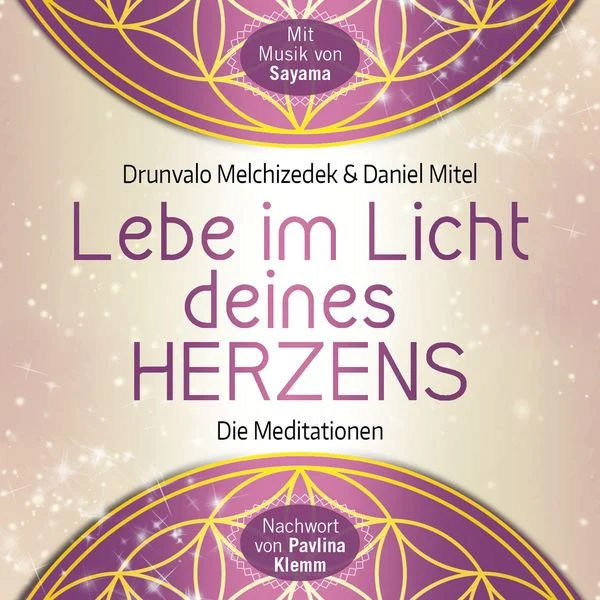 Mit
Musik von
Sayama
Drunvalo Melchizedek & Daniel Mitel
Lebe im Licht
deines
HERZENS
Die Meditationen
Nachwort
von Pavlina
Klemm